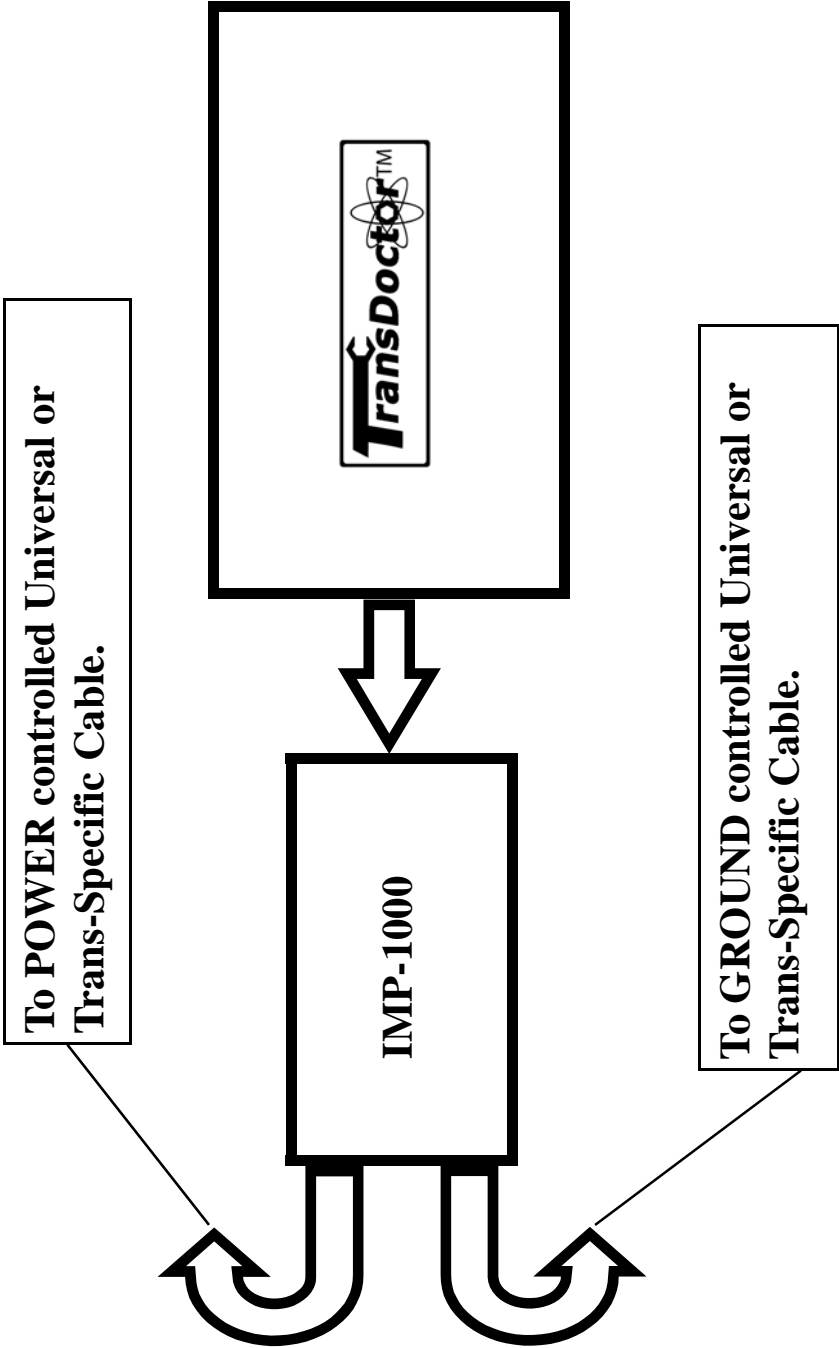 To POWER controlled Universal or
Trans-Specific Cable.
TransDoctor™
IMP-1000
To GROUND controlled Universal or
Trans-Specific Cable.